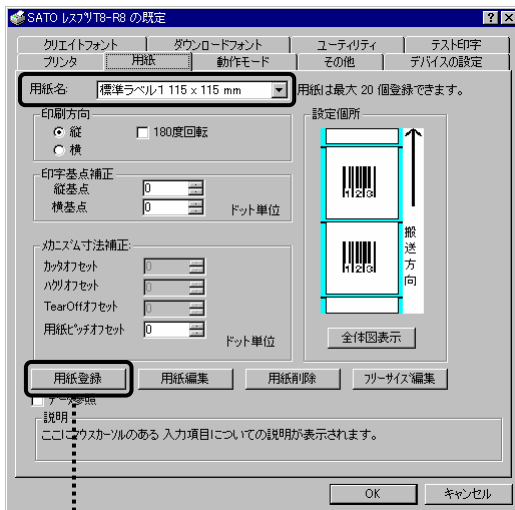 SATO ﾚｽﾌﾟﾘT8-R8 の既定
クリエイトフォント ダウンロードフォント ユーティリティ テスト印字
プリンタ 用紙 動作モード その他 デバイスの設定
用紙名: 標準ラベル1 115 x 115 mm 用紙は最大 20 個登録できます。
印刷方向
縦 180度回転
横
印字基点補正
縦基点 0
横基点 0 ドット単位
ﾒｶﾆｽﾞﾑ寸法補正:
ｶｯﾀｵﾌｾｯﾄ 0
ﾊｸﾘｵﾌｾｯﾄ 0
TearOffｵﾌｾｯﾄ 0
用紙ﾋﾟｯﾁｵﾌｾｯﾄ 0
ドット単位
設定個所
123
123
搬送方向
全体図表示
用紙登録 用紙編集 用紙削除 ﾌﾘｰｻｲｽﾞ編集
データ参照
説明
ここにマウスカーソルのある 入力項目についての説明が表示されます。
OK キャンセル